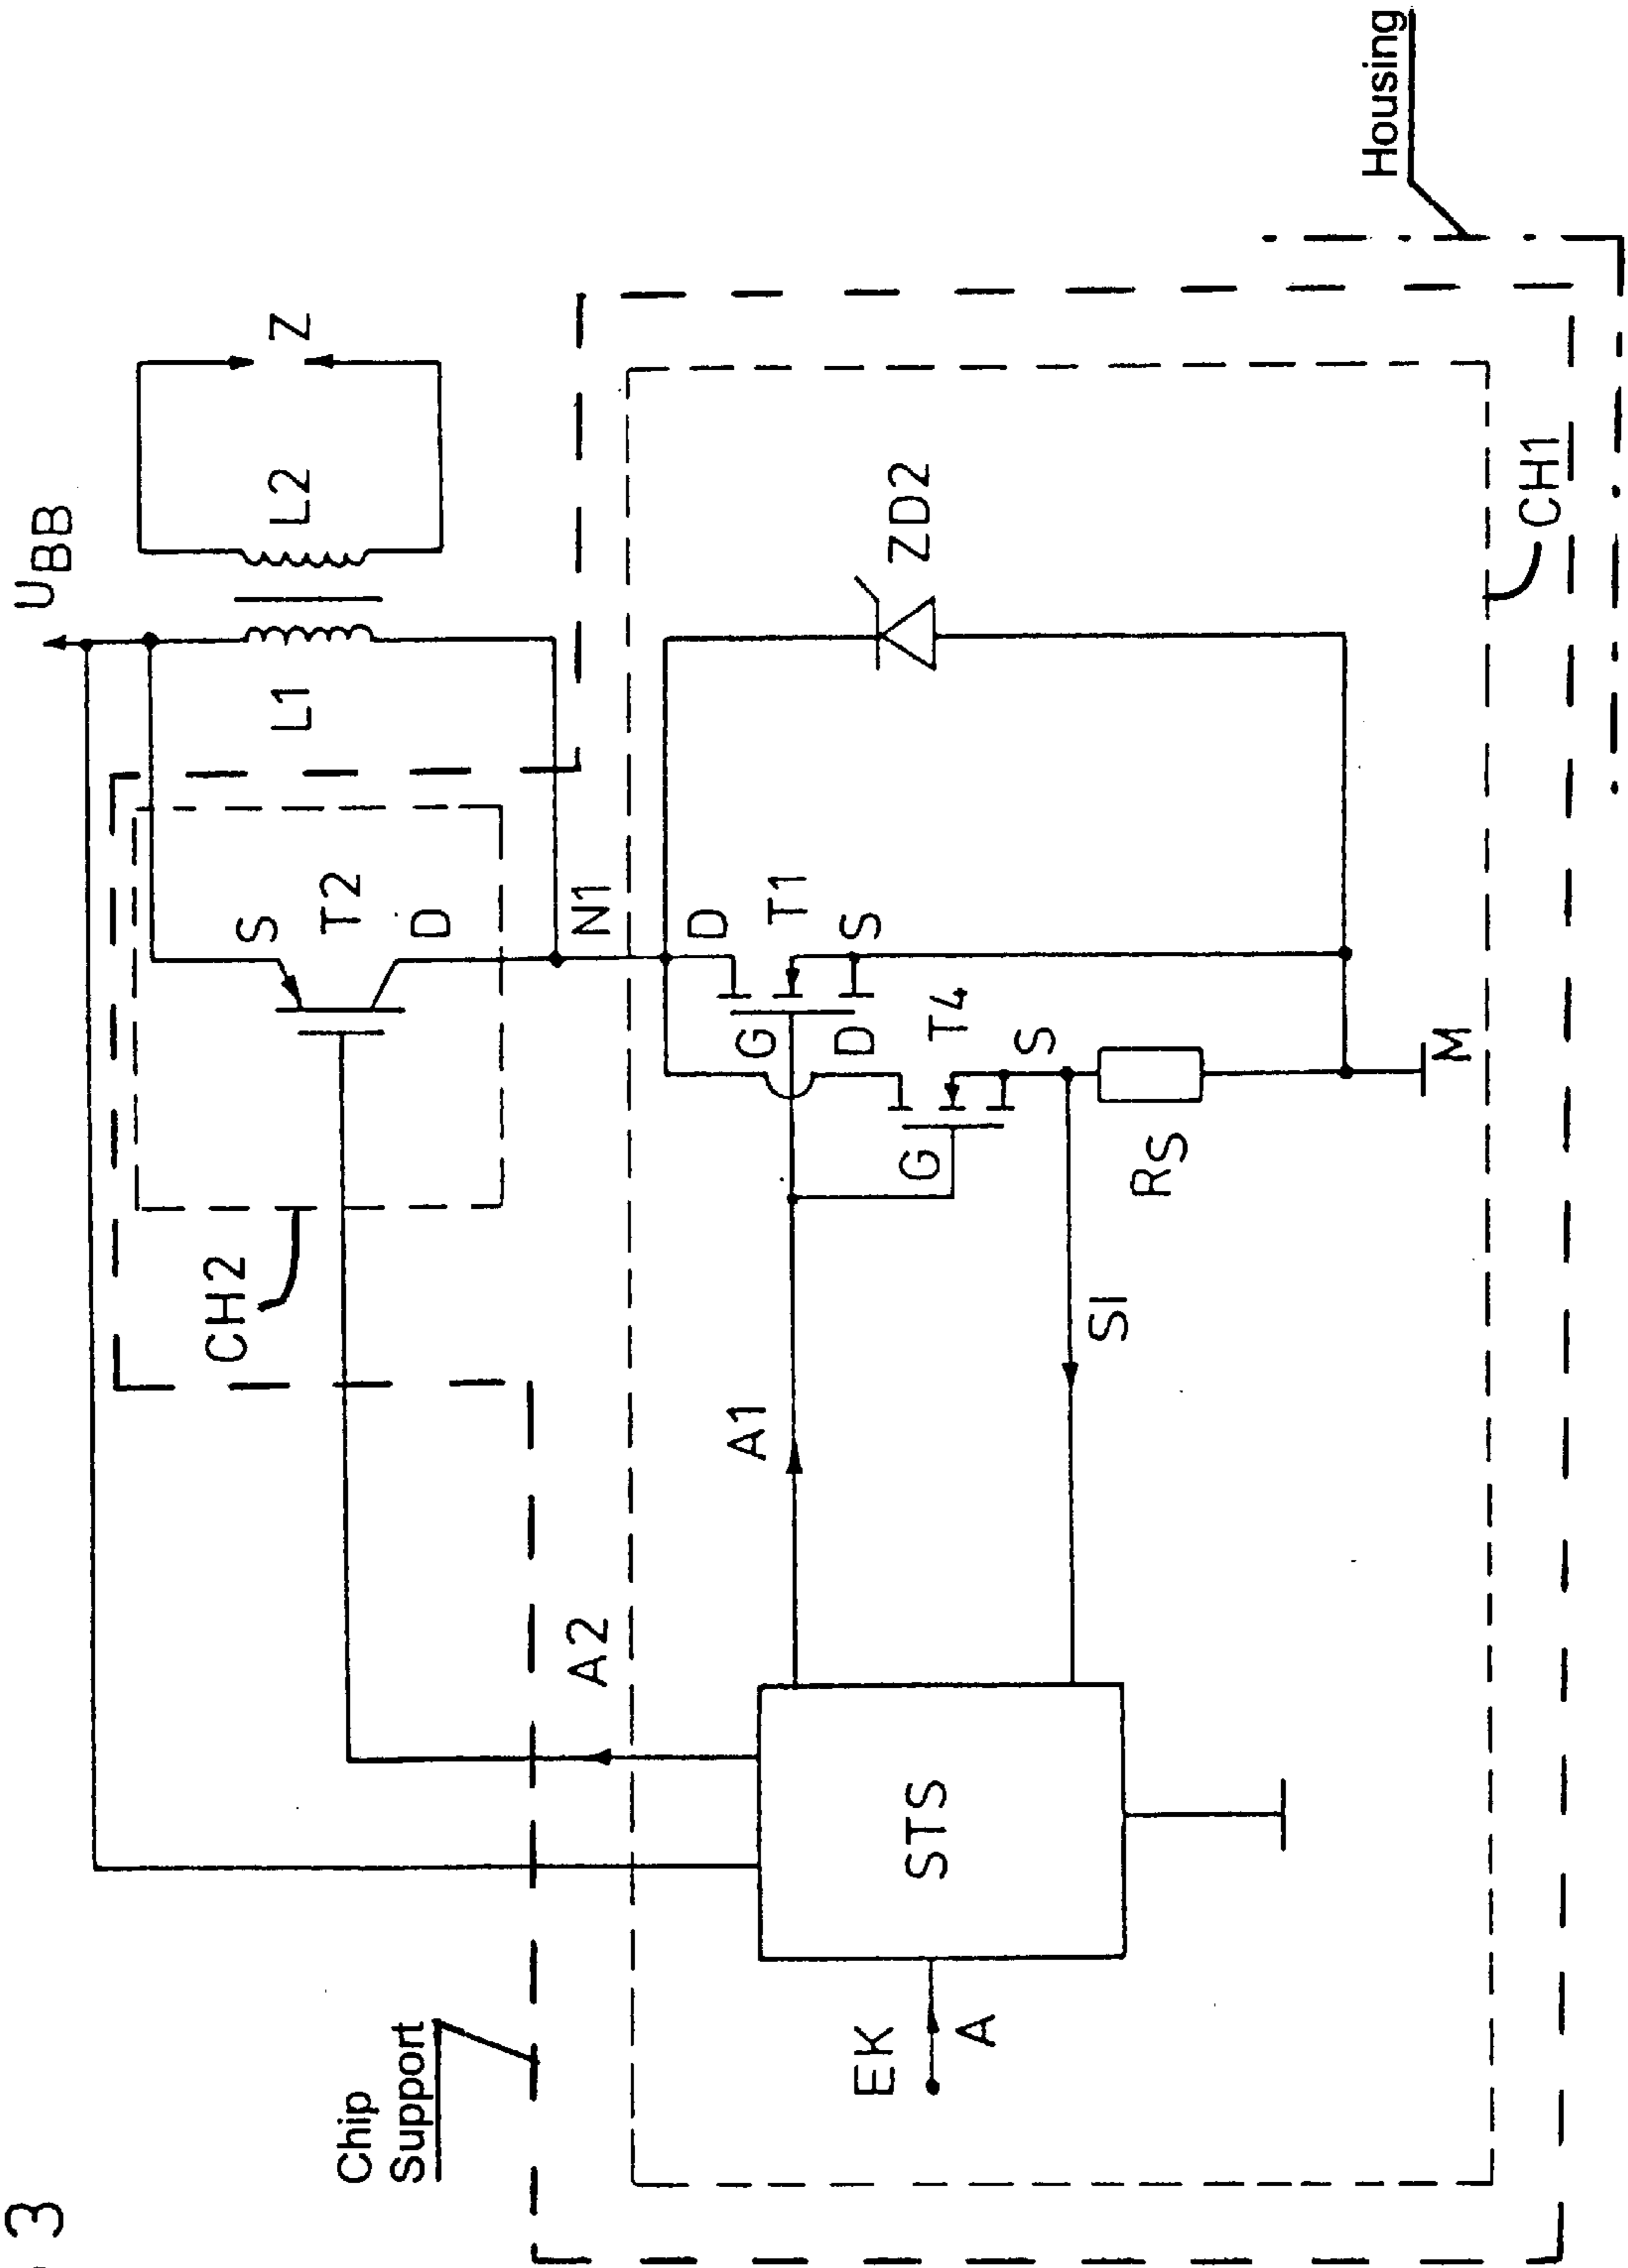 3
U_BB
L1
L2
Z
CH2
S
T2
D
N1
Chip
Support
A2
A1
D
T1
G
S
D
T4
G
S
ZD2
STS
EK
A
SI
R_S
M
CH1
Housing